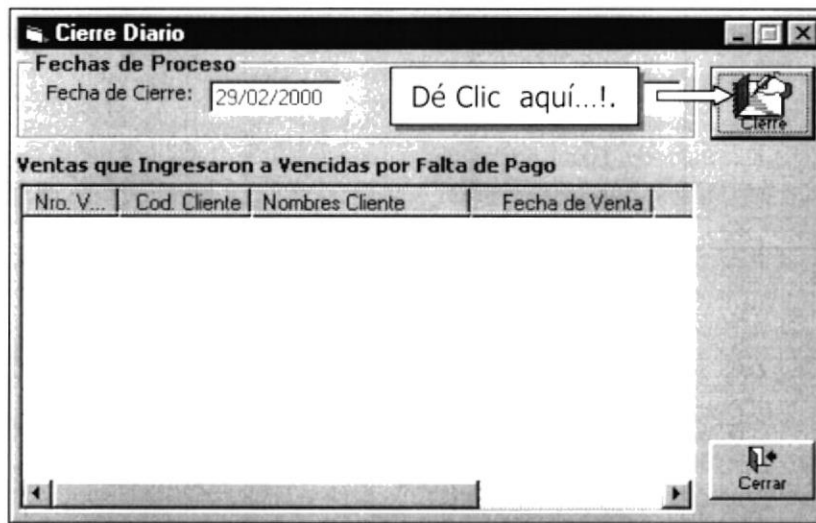 Cierre Diario
Fechas de Proceso
Fecha de Cierre: 29/02/2000
Dé Clic aquí...!.
Cierre
Ventas que Ingresaron a Vencidas por Falta de Pago
Nro. V... Cod. Cliente Nombres Cliente Fecha de Venta
Cerrar